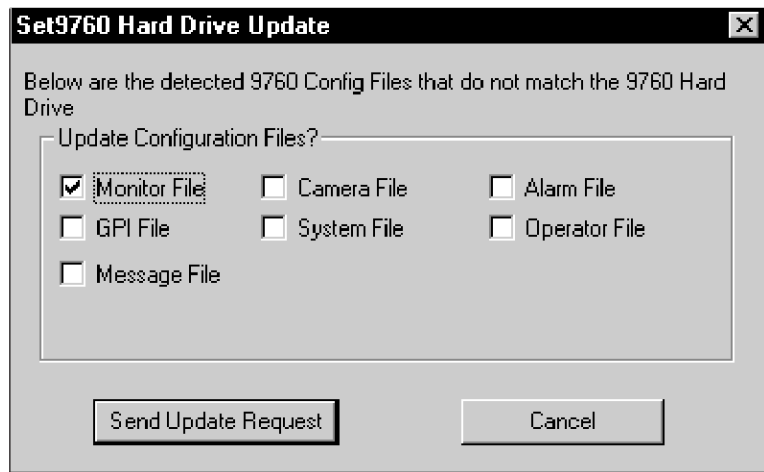 Set9760 Hard Drive Update
Below are the detected 9760 Config Files that do not match the 9760 Hard
Drive
Update Configuration Files?
Monitor File Camera File Alarm File
GPI File System File Operator File
Message File
Send Update Request Cancel